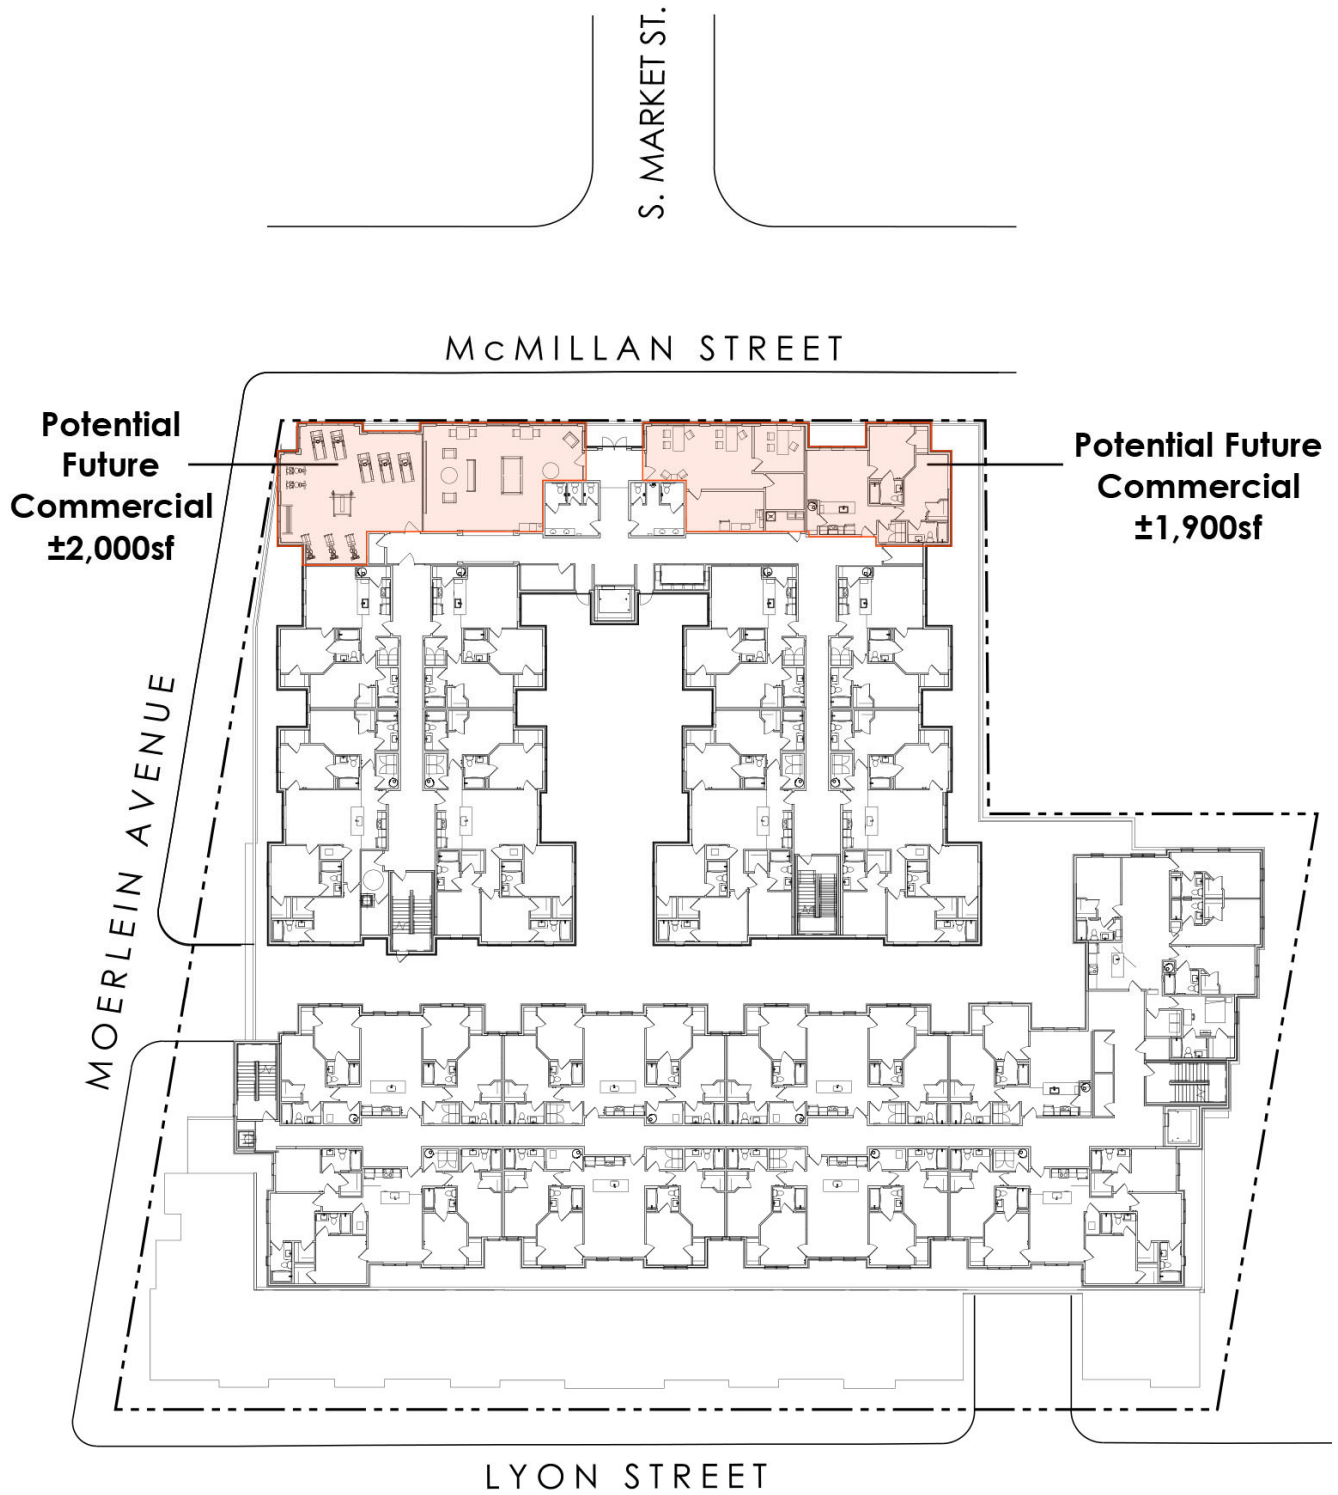 S. MARKET ST.
McMILLAN STREET
Potential
Future
Commercial
±2,000sf
Potential Future
Commercial
±1,900sf
MOERLEIN AVENUE
LYON STREET